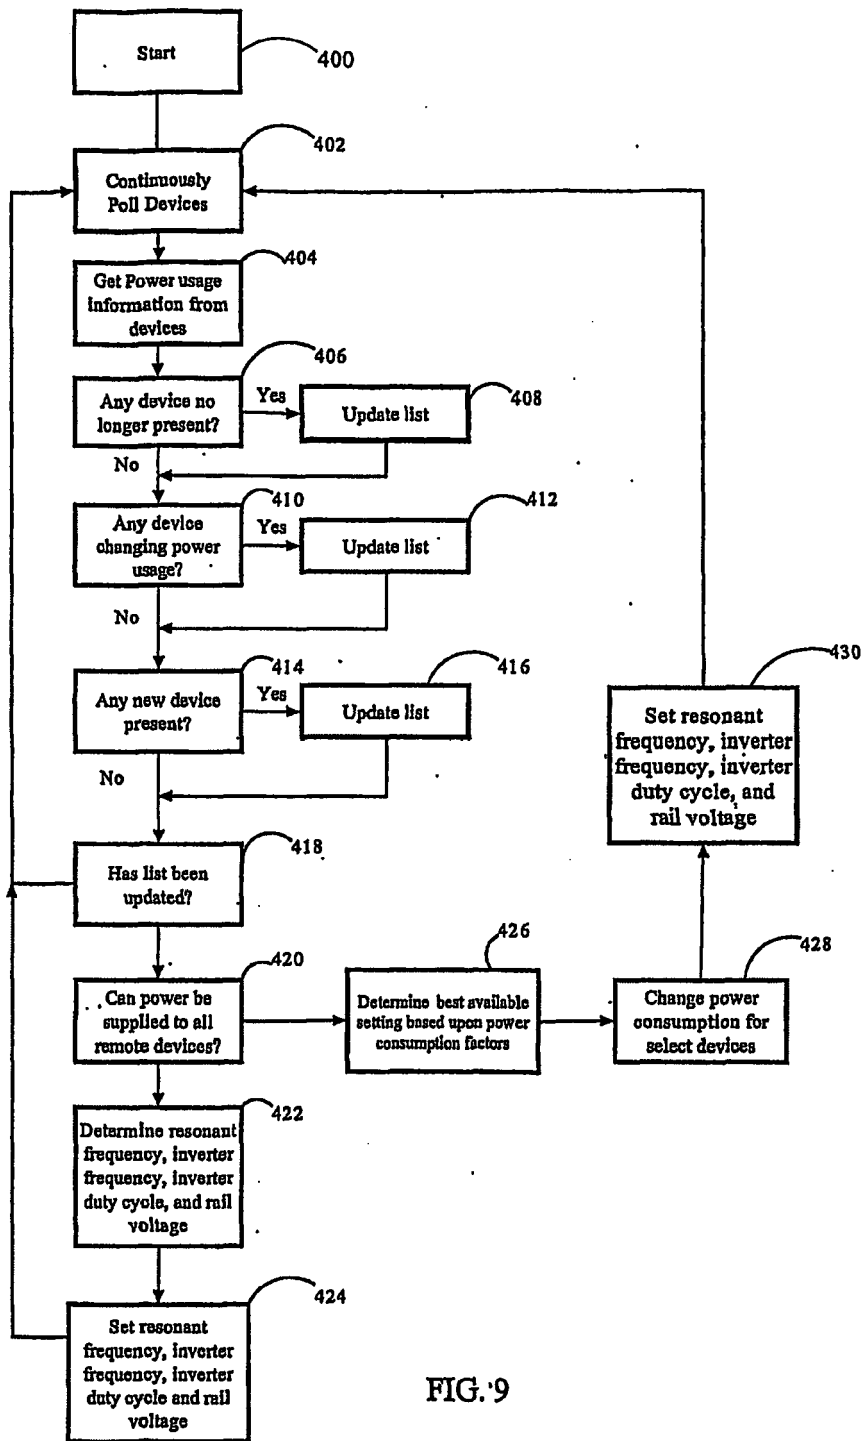 Start
400
402
Continuously
Poll Devices
404
Get Power usage
information from
devices
406
Any device no
longer present?
Yes
Update list
408
No
410
Any device
changing power
usage?
Yes
Update list
412
No
414
Any new device
present?
Yes
Update list
416
No
430
Set resonant
frequency, inverter
frequency, inverter
duty cycle, and
rail voltage
418
Has list been
updated?
420
Can power be
supplied to all
remote devices?
426
Determine best available
setting based upon power
consumption factors
428
Change power
consumption for
select devices
422
Determine resonant
frequency, inverter
frequency, inverter
duty cycle, and rail
voltage
424
Set resonant
frequency, inverter
frequency, inverter
duty cycle and rail
voltage
FIG. 9